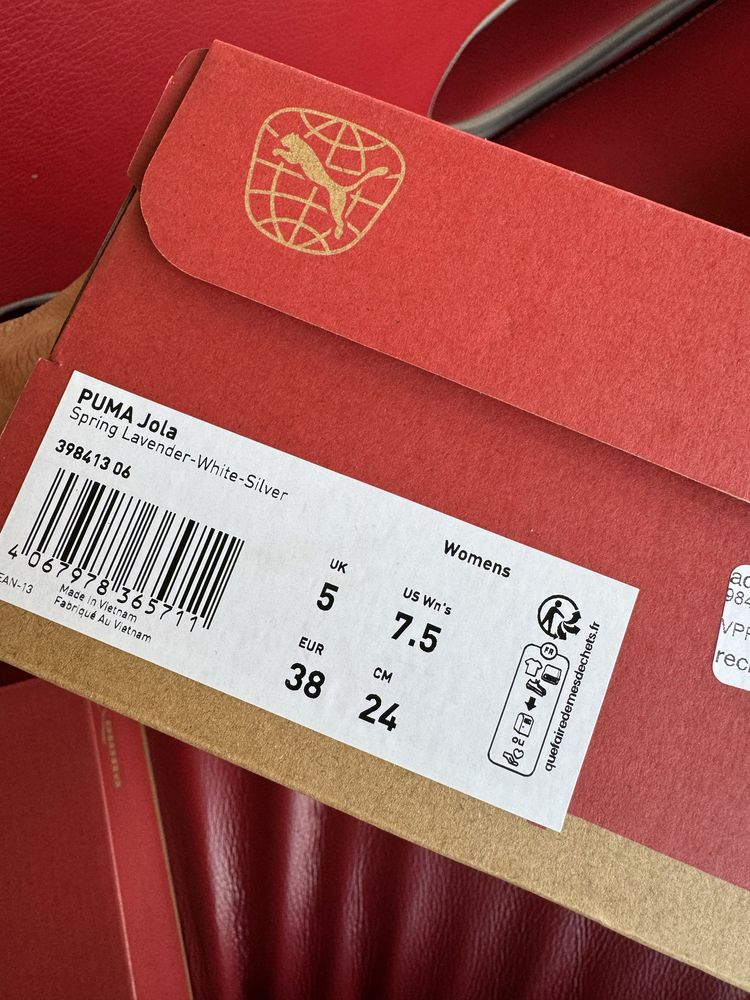 PUMA Jola
Spring Lavender-White-Silver
398413 06
4 067978 365711
EAN-13
Made in Vietnam
Fabriqué Au Vietnam
Womens
UK
5
US Wn's
7.5
EUR
38
CM
24
FR
quefairedemesdechets.fr